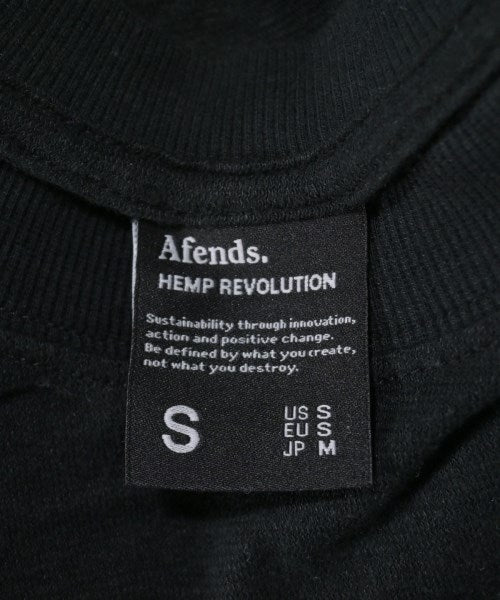 Afends.
HEMP REVOLUTION
Sustainability through innovation,
action and positive change.
Be defined by what you create,
not what you destroy.
S
US S
EU S
JP M